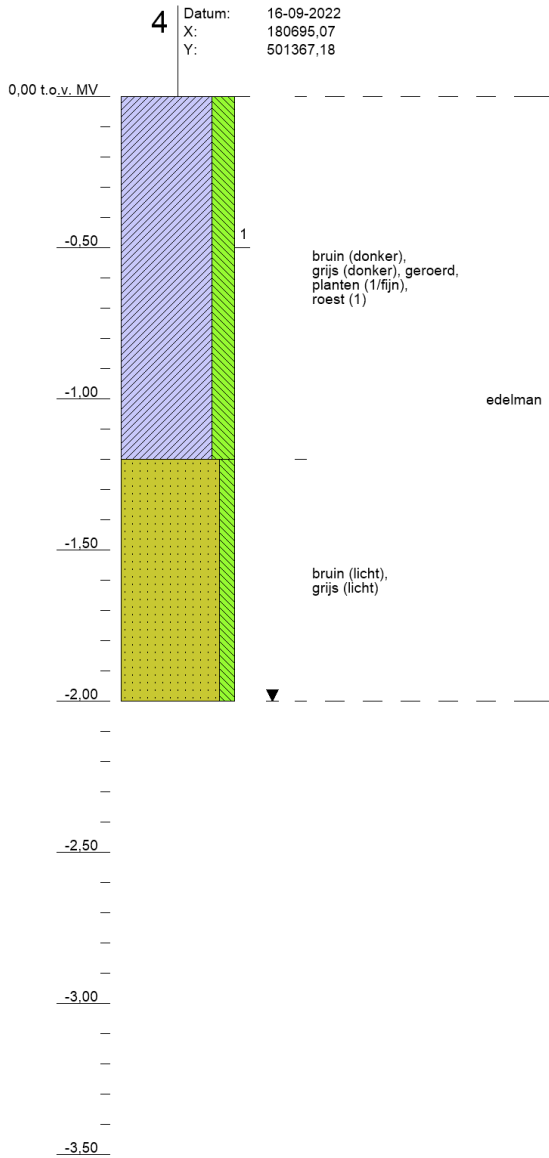 4
Datum: 16-09-2022
X: 180695,07
Y: 501367,18
0,00 t.o.v. MV
1
-0,50
bruin (donker),
grijs (donker), geroerd,
planten (1/fijn),
roest (1)
-1,00
edelman
-1,50
bruin (licht),
grijs (licht)
-2,00
-2,50
-3,00
-3,50